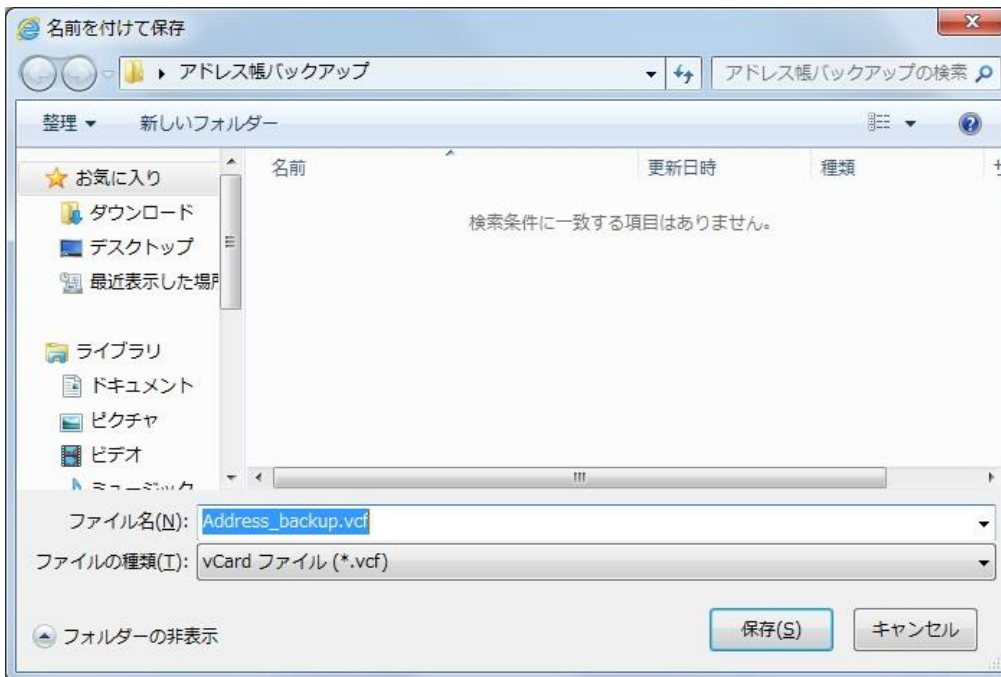 名前を付けて保存
アドレス帳バックアップ
アドレス帳バックアップの検索
整理 新しいフォルダー
名前 更新日時 種類
お気に入り
検索条件に一致する項目はありません。
ダウンロード
デスクトップ
最近表示した場所
ライブラリ
ドキュメント
ピクチャ
ビデオ
ミュージック
ファイル名(N): Address_backup.vcf
ファイルの種類(T): vCard ファイル (*.vcf)
フォルダーの非表示 保存(S) キャンセル